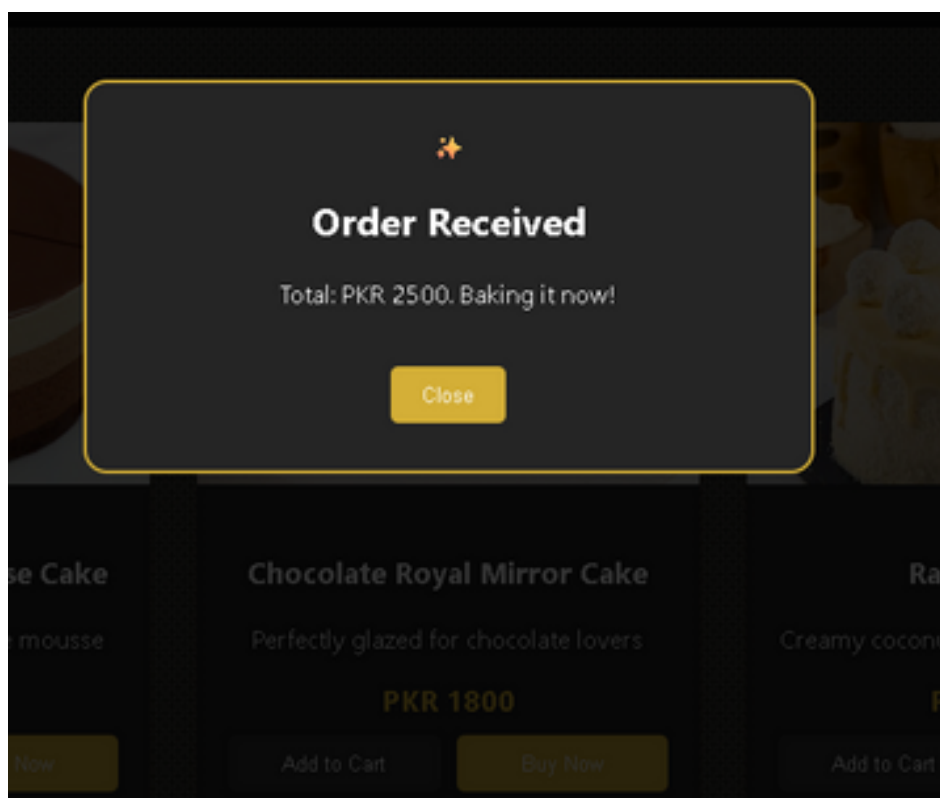 Order Received
Total: PKR 2500. Baking it now!
Close
se Cake
Chocolate Royal Mirror Cake
Ra
mousse
Perfectly glazed for chocolate lovers
Creamy coconu
PKR 1800
P
Now
Add to Cart
Buy Now
Add to Cart